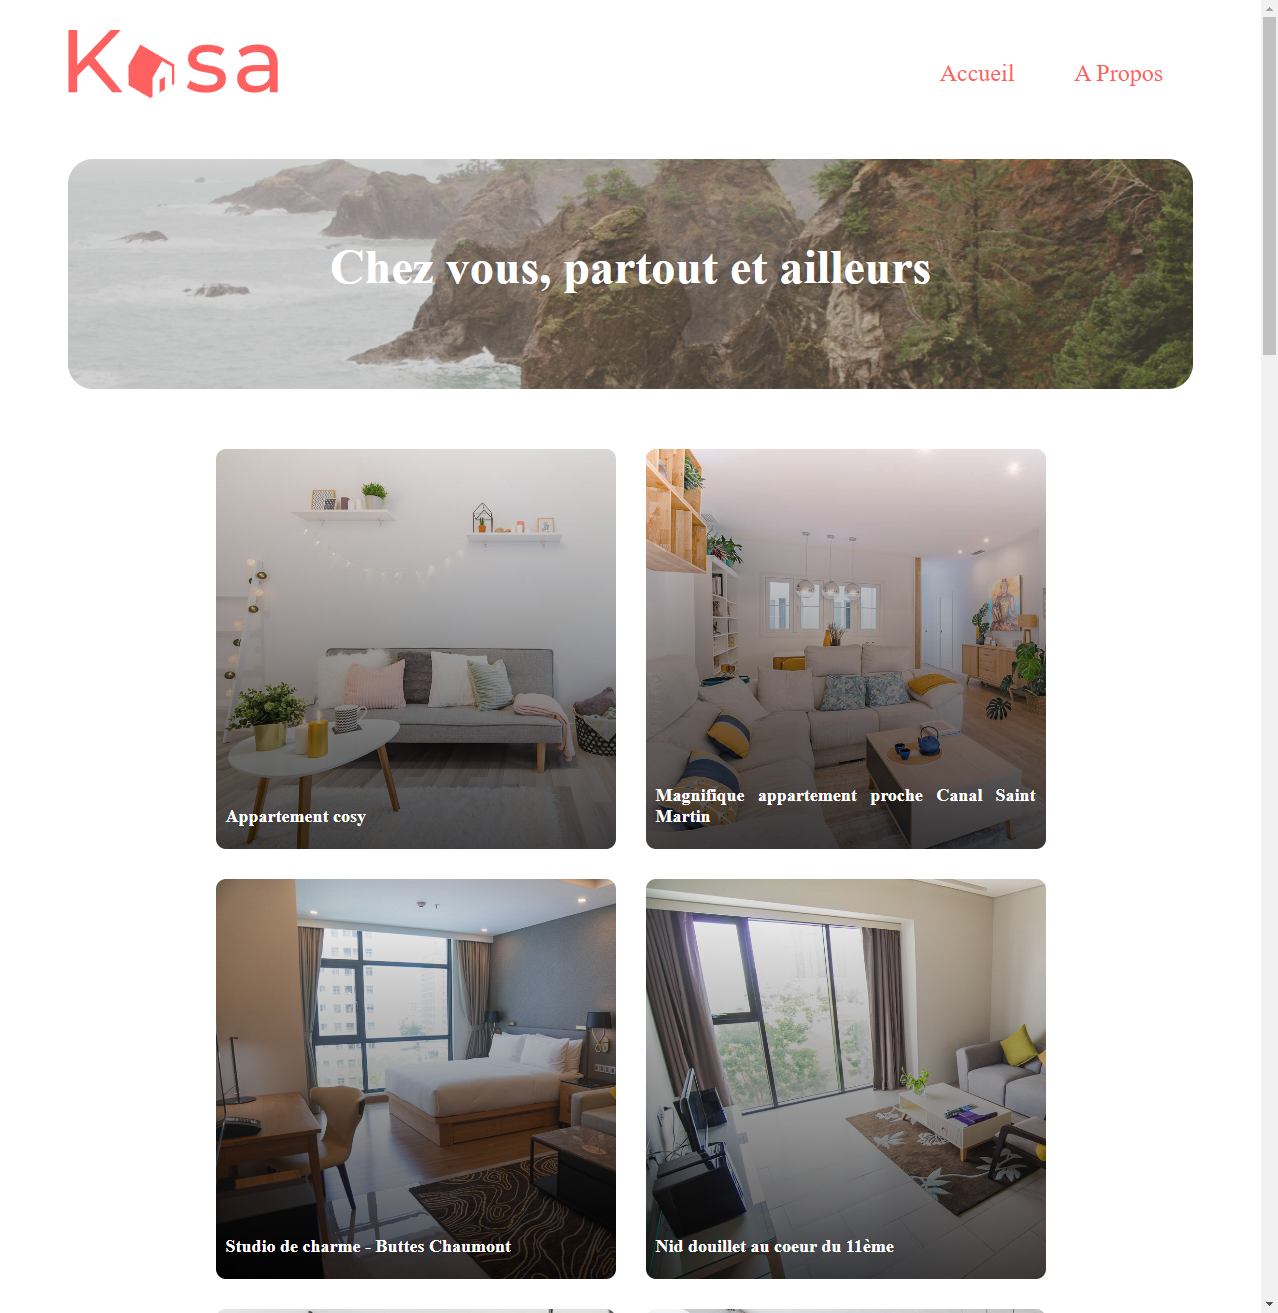 Kasa
Accueil
A Propos
Chez vous, partout et ailleurs
Appartement cosy
Magnifique appartement proche Canal Saint
Martin
Studio de charme - Buttes Chaumont
Nid douillet au coeur du 11ème